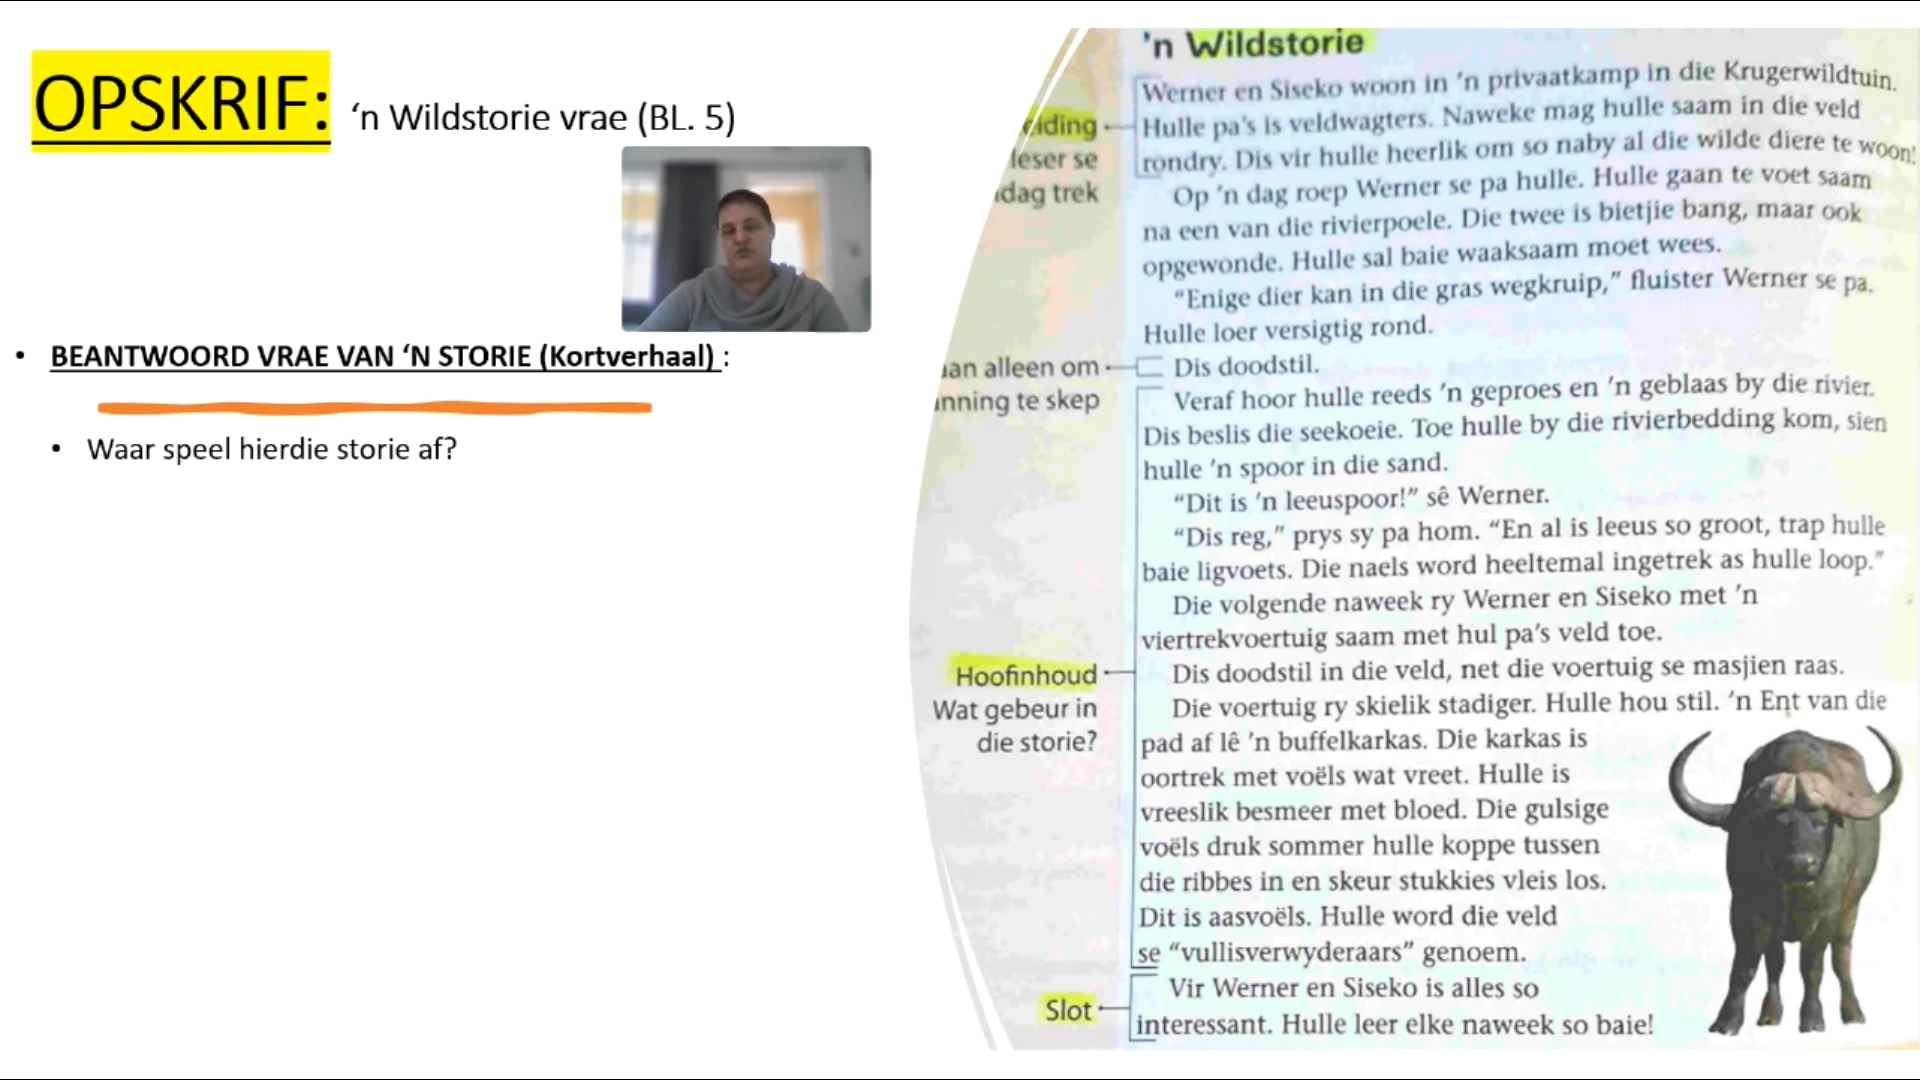 OPSKRIF: ‘n Wildstorie vrae (BL. 5)
• BEANTWOORD VRAE VAN ‘N STORIE (Kortverhaal) :
• Waar speel hierdie storie af?
'n Wildstorie
Werner en Siseko woon in 'n privaatkamp in die Krugerwildtuin.
Hulle pa's is veldwagters. Naweke mag hulle saam in die veld
rondry. Dis vir hulle heerlik om so naby al die wilde diere te woon!
Op 'n dag roep Werner se pa hulle. Hulle gaan te voet saam
na een van die rivierpoele. Die twee is bietjie bang, maar ook
opgewonde. Hulle sal baie waaksaam moet wees.
“Enige dier kan in die gras wegkruip,” fluister Werner se pa.
Hulle loer versigtig rond.
Dis doodstil.
Veraf hoor hulle reeds 'n geproes en 'n geblaas by die rivier.
Dis beslis die seekoeie. Toe hulle by die rivierbedding kom, sien
hulle 'n spoor in die sand.
“Dit is 'n leeuspoor!” sê Werner.
“Dis reg,” prys sy pa hom. “En al is leeus so groot, trap hulle
baie ligvoets. Die naels word heeltemal ingetrek as hulle loop.”
Die volgende naweek ry Werner en Siseko met 'n
viertrekvoertuig saam met hul pa's veld toe.
Dis doodstil in die veld, net die voertuig se masjien raas.
Die voertuig ry skielik stadiger. Hulle hou stil. 'n Ent van die
pad af lê 'n buffelkarkas. Die karkas is
oortrek met voëls wat vreet. Hulle is
vreeslik besmeer met bloed. Die gulsige
voëls druk sommer hulle koppe tussen
die ribbes in en skeur stukkies vleis los.
Dit is aasvoëls. Hulle word die veld
se “vullisverwyderaars” genoem.
Vir Werner en Siseko is alles so
interessant. Hulle leer elke naweek so baie!
eiding
leser se
dag trek
an alleen om
nning te skep
Hoofinhoud
Wat gebeur in
die storie?
Slot